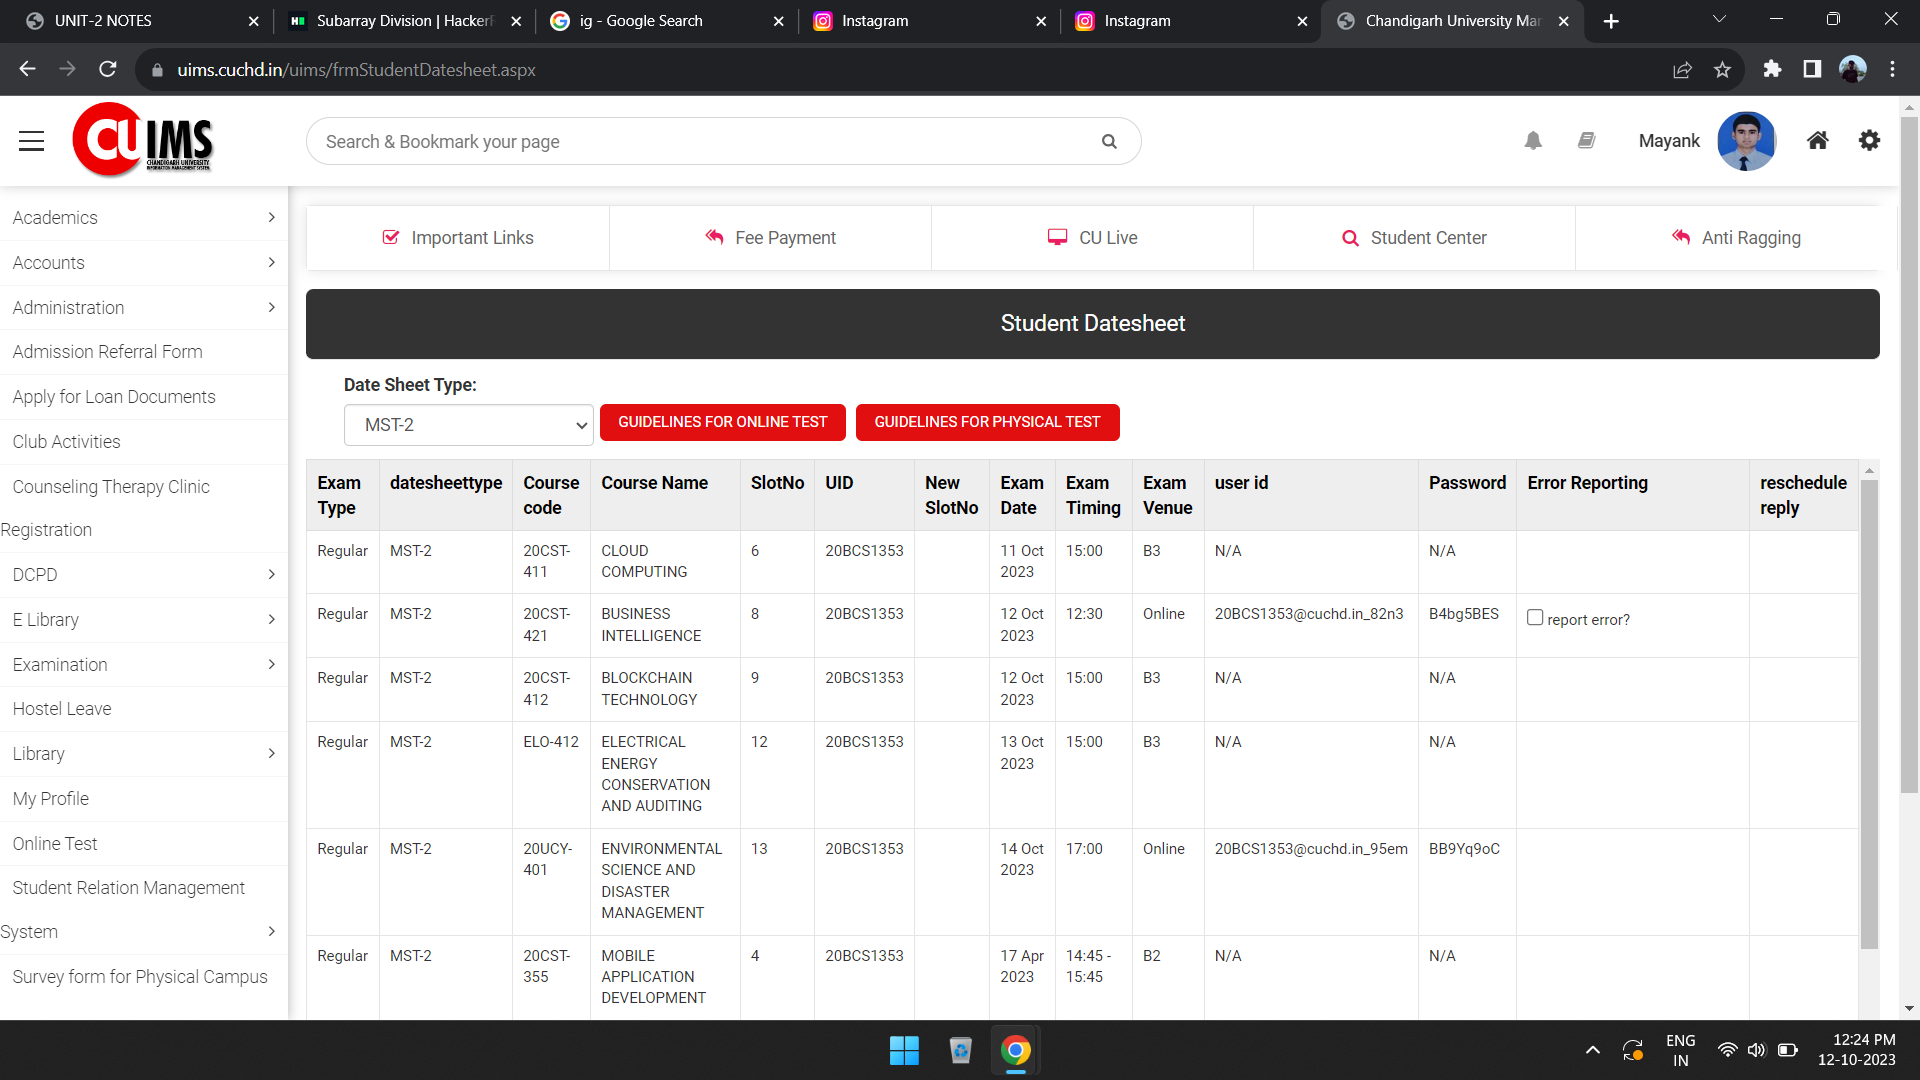 UNIT-2 NOTES
Subarray Division | HackerR
ig - Google Search
Instagram
Instagram
Chandigarh University Man
uims.cuchd.in/uims/frmStudentDatesheet.aspx
CU IMS
CHANDIGARH UNIVERSITY
INFORMATION MANAGEMENT SYSTEM
Search & Bookmark your page
Mayank
Academics
Accounts
Administration
Admission Referral Form
Apply for Loan Documents
Club Activities
Counseling Therapy Clinic
Registration
DCPD
E Library
Examination
Hostel Leave
Library
My Profile
Online Test
Student Relation Management
System
Survey form for Physical Campus
Important Links
Fee Payment
CU Live
Student Center
Anti Ragging
Student Datesheet
Date Sheet Type:
MST-2
GUIDELINES FOR ONLINE TEST
GUIDELINES FOR PHYSICAL TEST
Exam Type datesheettype Course code Course Name SlotNo UID New SlotNo Exam Date Exam Timing Exam Venue user id Password Error Reporting reschedule reply
Regular MST-2 20CST-411 CLOUD COMPUTING 6 20BCS1353 11 Oct 2023 15:00 B3 N/A N/A
Regular MST-2 20CST-421 BUSINESS INTELLIGENCE 8 20BCS1353 12 Oct 2023 12:30 Online 20BCS1353@cuchd.in_82n3 B4bg5BES report error?
Regular MST-2 20CST-412 BLOCKCHAIN TECHNOLOGY 9 20BCS1353 12 Oct 2023 15:00 B3 N/A N/A
Regular MST-2 ELO-412 ELECTRICAL ENERGY CONSERVATION AND AUDITING 12 20BCS1353 13 Oct 2023 15:00 B3 N/A N/A
Regular MST-2 20UCY-401 ENVIRONMENTAL SCIENCE AND DISASTER MANAGEMENT 13 20BCS1353 14 Oct 2023 17:00 Online 20BCS1353@cuchd.in_95em BB9Yq9oC
Regular MST-2 20CST-355 MOBILE APPLICATION DEVELOPMENT 4 20BCS1353 17 Apr 2023 14:45 - 15:45 B2 N/A N/A
ENG
IN
12:24 PM
12-10-2023